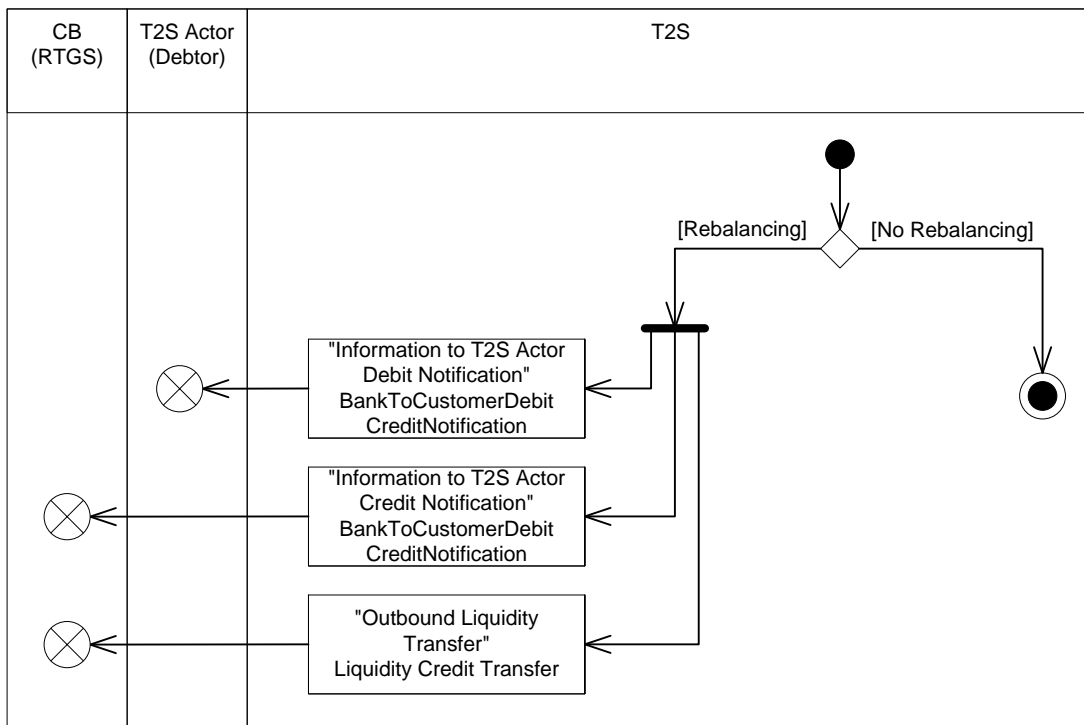 CB
(RTGS)
T2S Actor
(Debtor)
T2S
[Rebalancing]
[No Rebalancing]
"Information to T2S Actor
Debit Notification"
BankToCustomerDebit
CreditNotification
"Information to T2S Actor
Credit Notification"
BankToCustomerDebit
CreditNotification
"Outbound Liquidity
Transfer"
Liquidity Credit Transfer